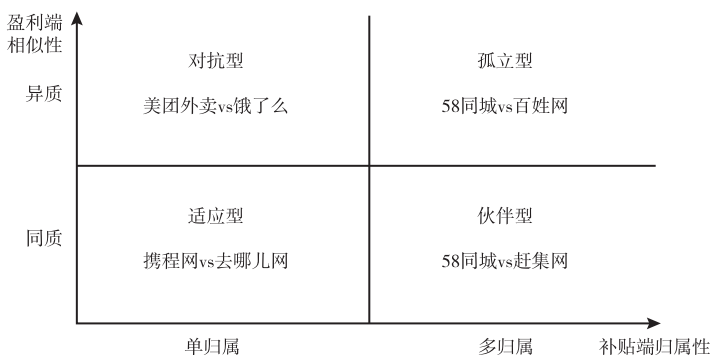 盈利端
相似性
异质
对抗型
孤立型
美团外卖vs饿了么
58同城vs百姓网
同质
适应型
伙伴型
携程网vs去哪儿网
58同城vs赶集网
单归属
多归属
补贴端归属性